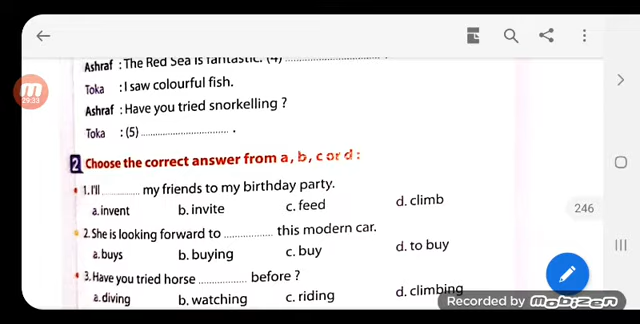 Ashraf : The Red Sea is fantastic. (4) .................... .
Toka : I saw colourful fish.
Ashraf : Have you tried snorkelling ?
Toka : (5) .................... .
29:33
2 Choose the correct answer from a, b, c or d :
1. I'll .......... my friends to my birthday party.
a. invent b. invite c. feed d. climb
246
2. She is looking forward to .............. this modern car.
a. buys b. buying c. buy d. to buy
3. Have you tried horse .............. before ?
a. diving b. watching c. riding d. climbing
Recorded by Mobizen